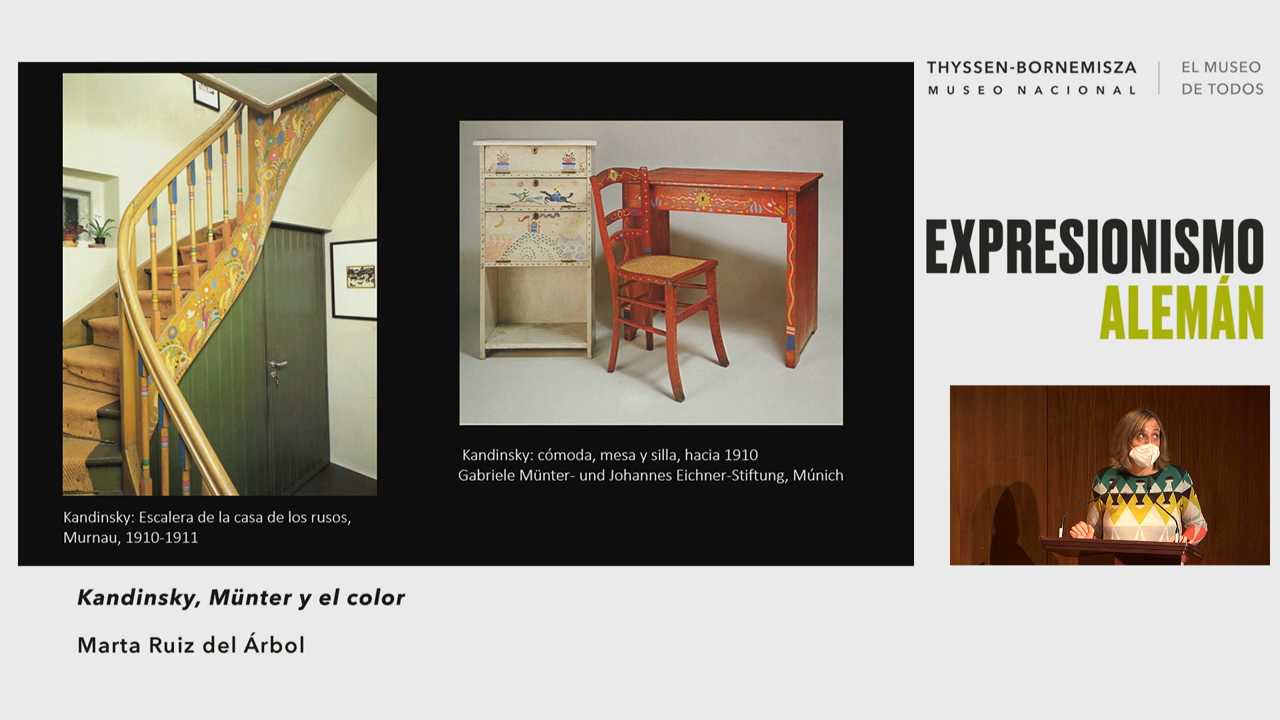 THYSSEN-BORNEMISZA
MUSEO NACIONAL
EL MUSEO
DE TODOS
EXPRESIONISMO
ALEMÁN
Kandinsky: cómoda, mesa y silla, hacia 1910
Gabriele Münter- und Johannes Eichner-Stiftung, Múnich
Kandinsky: Escalera de la casa de los rusos,
Murnau, 1910-1911
Kandinsky, Münter y el color
Marta Ruiz del Árbol